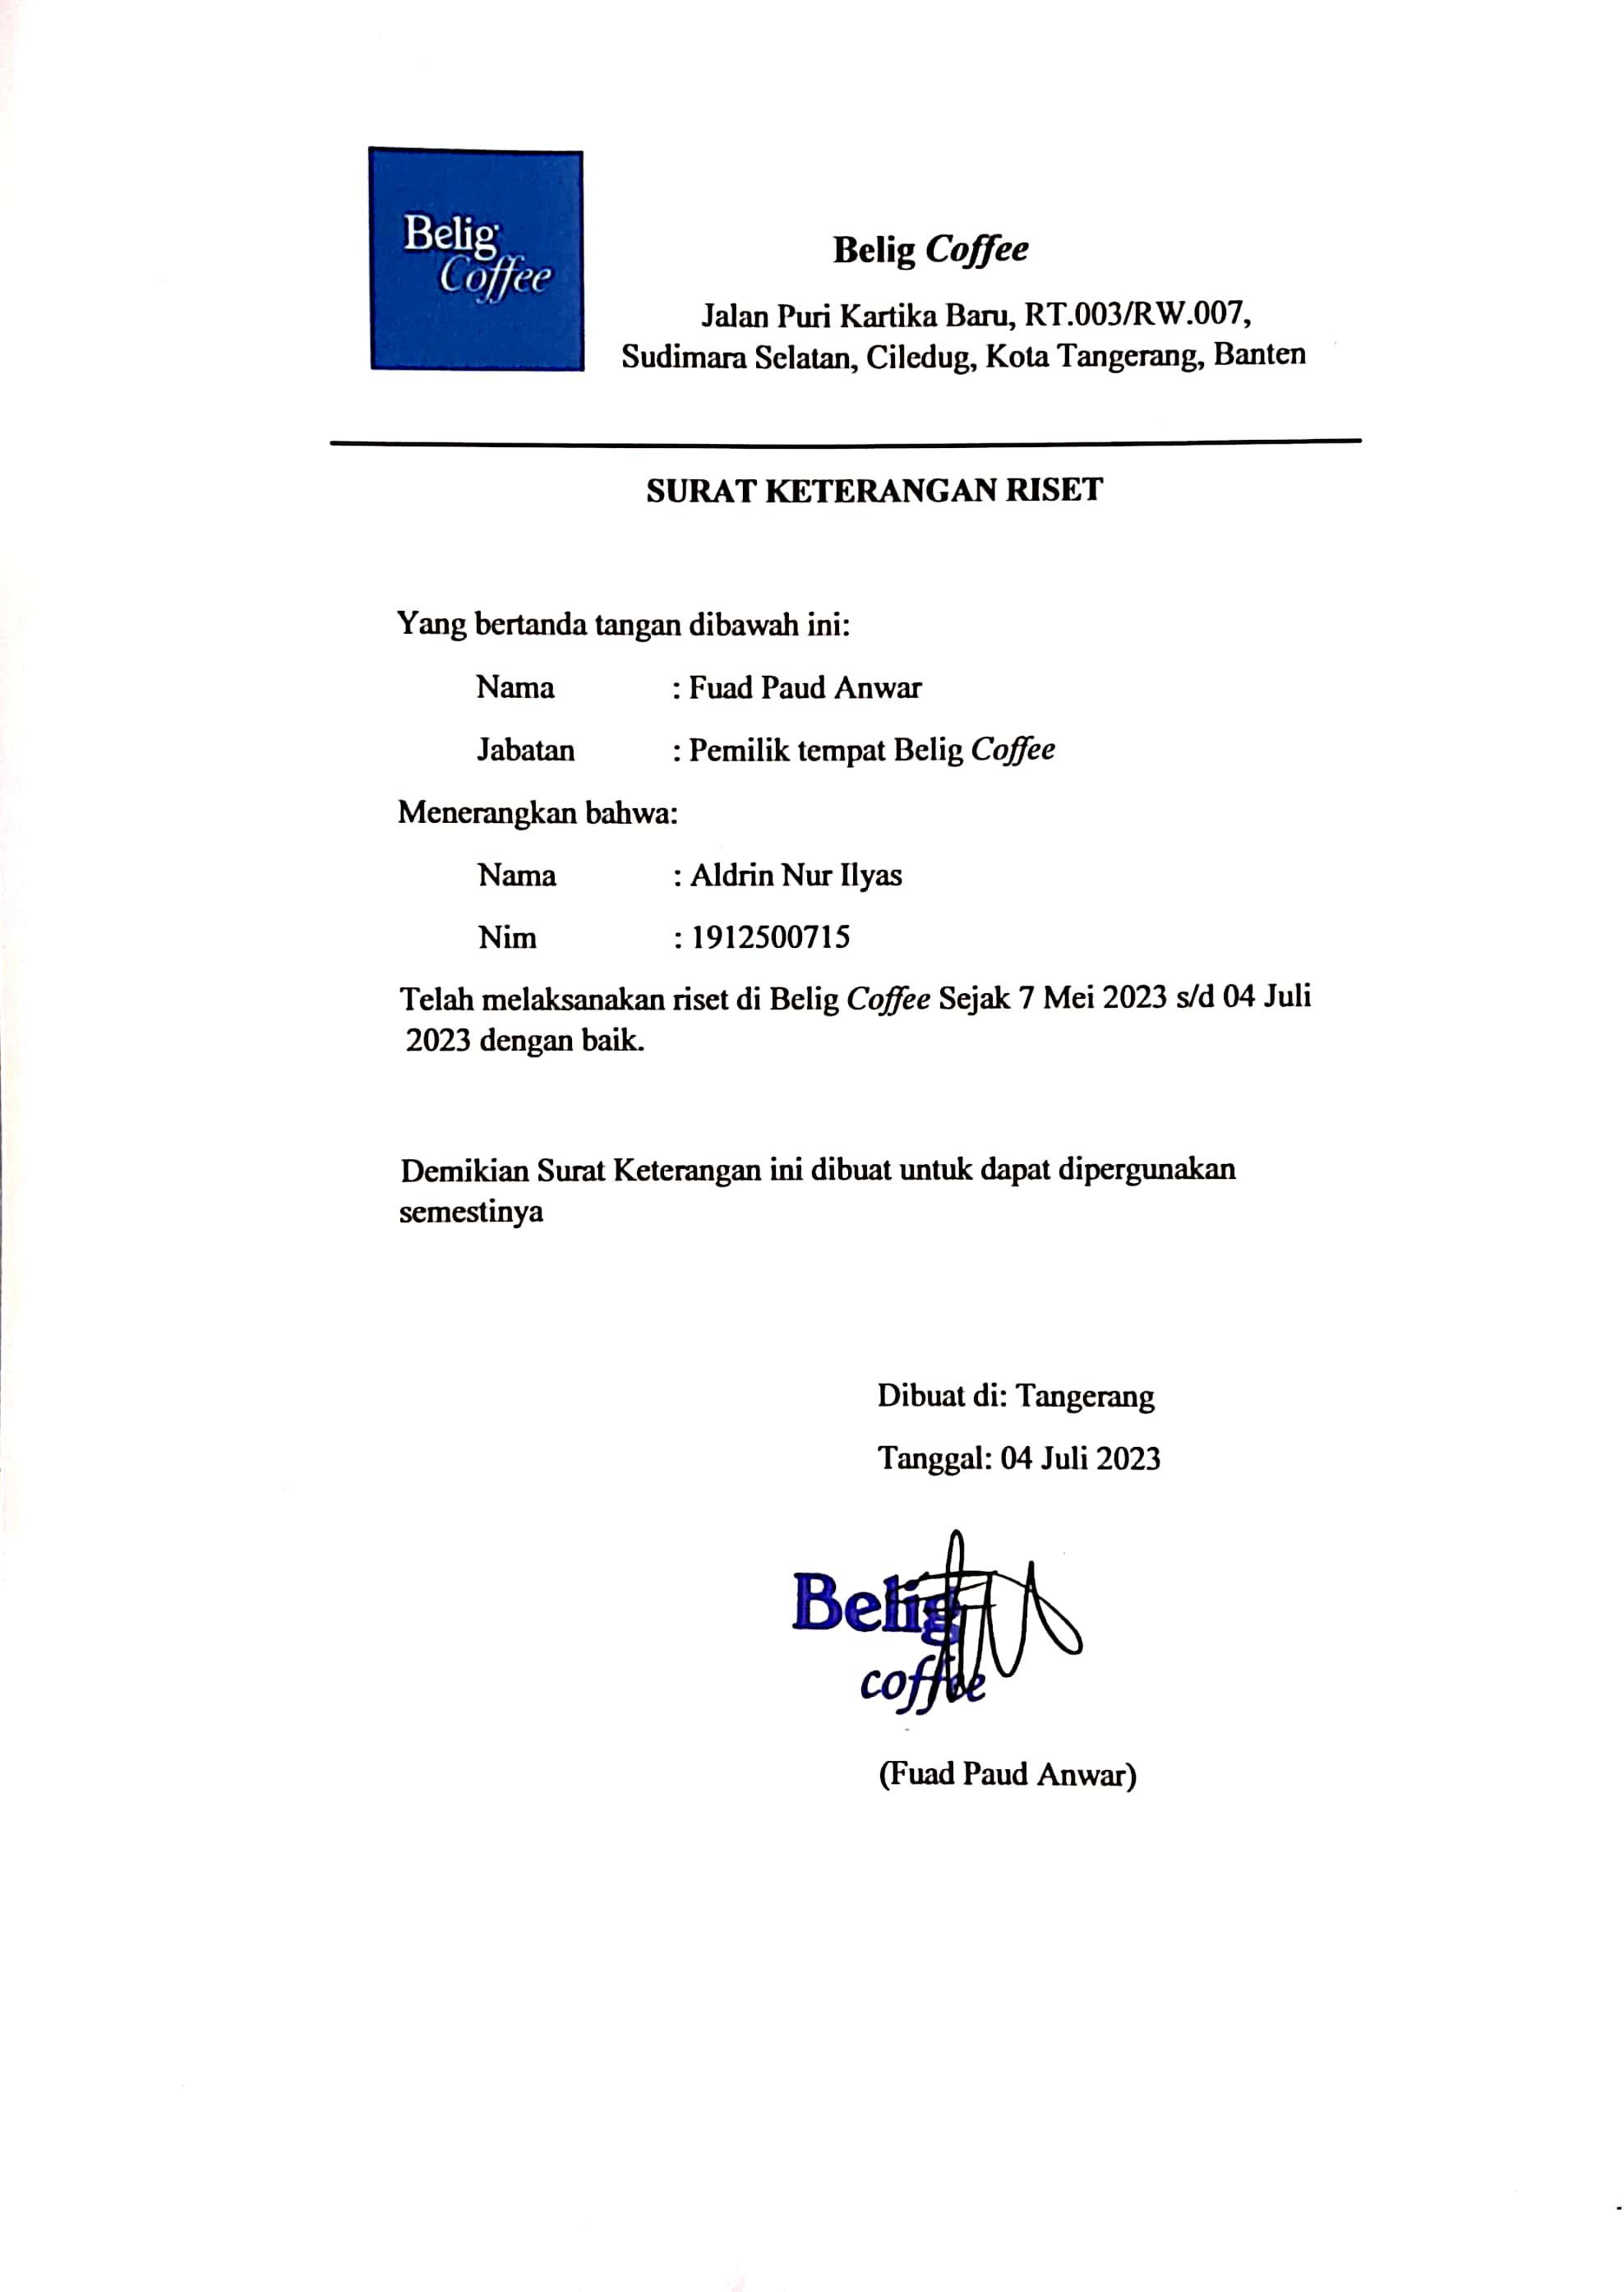 Belig
Coffee
Belig Coffee
Jalan Puri Kartika Baru, RT.003/RW.007,
Sudimara Selatan, Ciledug, Kota Tangerang, Banten
SURAT KETERANGAN RISET
Yang bertanda tangan dibawah ini:
Nama : Fuad Paud Anwar
Jabatan : Pemilik tempat Belig Coffee
Menerangkan bahwa:
Nama : Aldrin Nur Ilyas
Nim : 1912500715
Telah melaksanakan riset di Belig Coffee Sejak 7 Mei 2023 s/d 04 Juli
2023 dengan baik.
Demikian Surat Keterangan ini dibuat untuk dapat dipergunakan
semestinya
Dibuat di: Tangerang
Tanggal: 04 Juli 2023
Belig
coffee
(Fuad Paud Anwar)